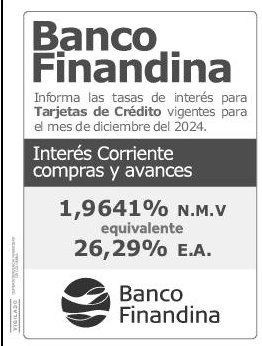 Banco
Finandina
Informa las tasas de interés para
Tarjetas de Crédito vigentes para
el mes de diciembre del 2024.
Interés Corriente
compras y avances
1,9641% N.M.V
equivalente
26,29% E.A.
Banco
Finandina
VIGILADO